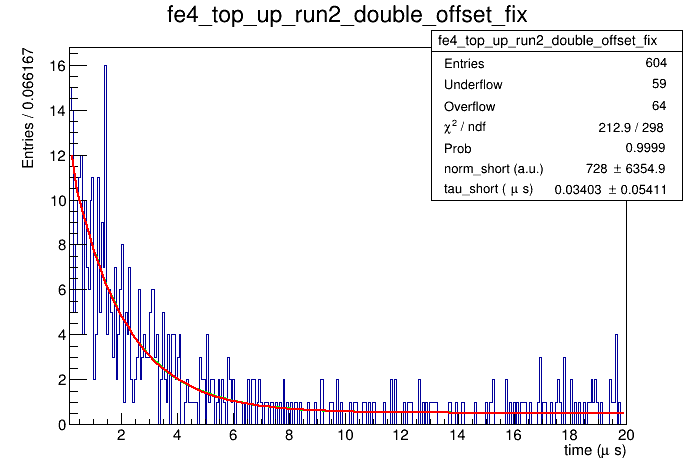 fe4_top_up_run2_double_offset_fix
fe4_top_up_run2_double_offset_fix
Entries 604
Underflow 59
Overflow 64
χ² / ndf 212.9 / 298
Prob 0.9999
norm_short (a.u.) 728 ± 6354.9
tau_short ( μ s) 0.03403 ± 0.05411
Entries / 0.066167
16
14
12
10
8
6
4
2
0
2 4 6 8 10 12 14 16 18 20
time (μ s)